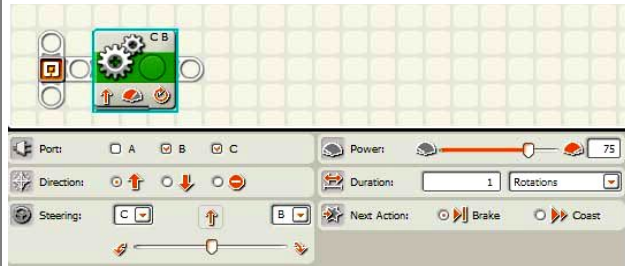 C B
Port: A B C
Power: 75
Direction:
Duration: 1 Rotations
Steering: C B
Next Action: Brake Coast